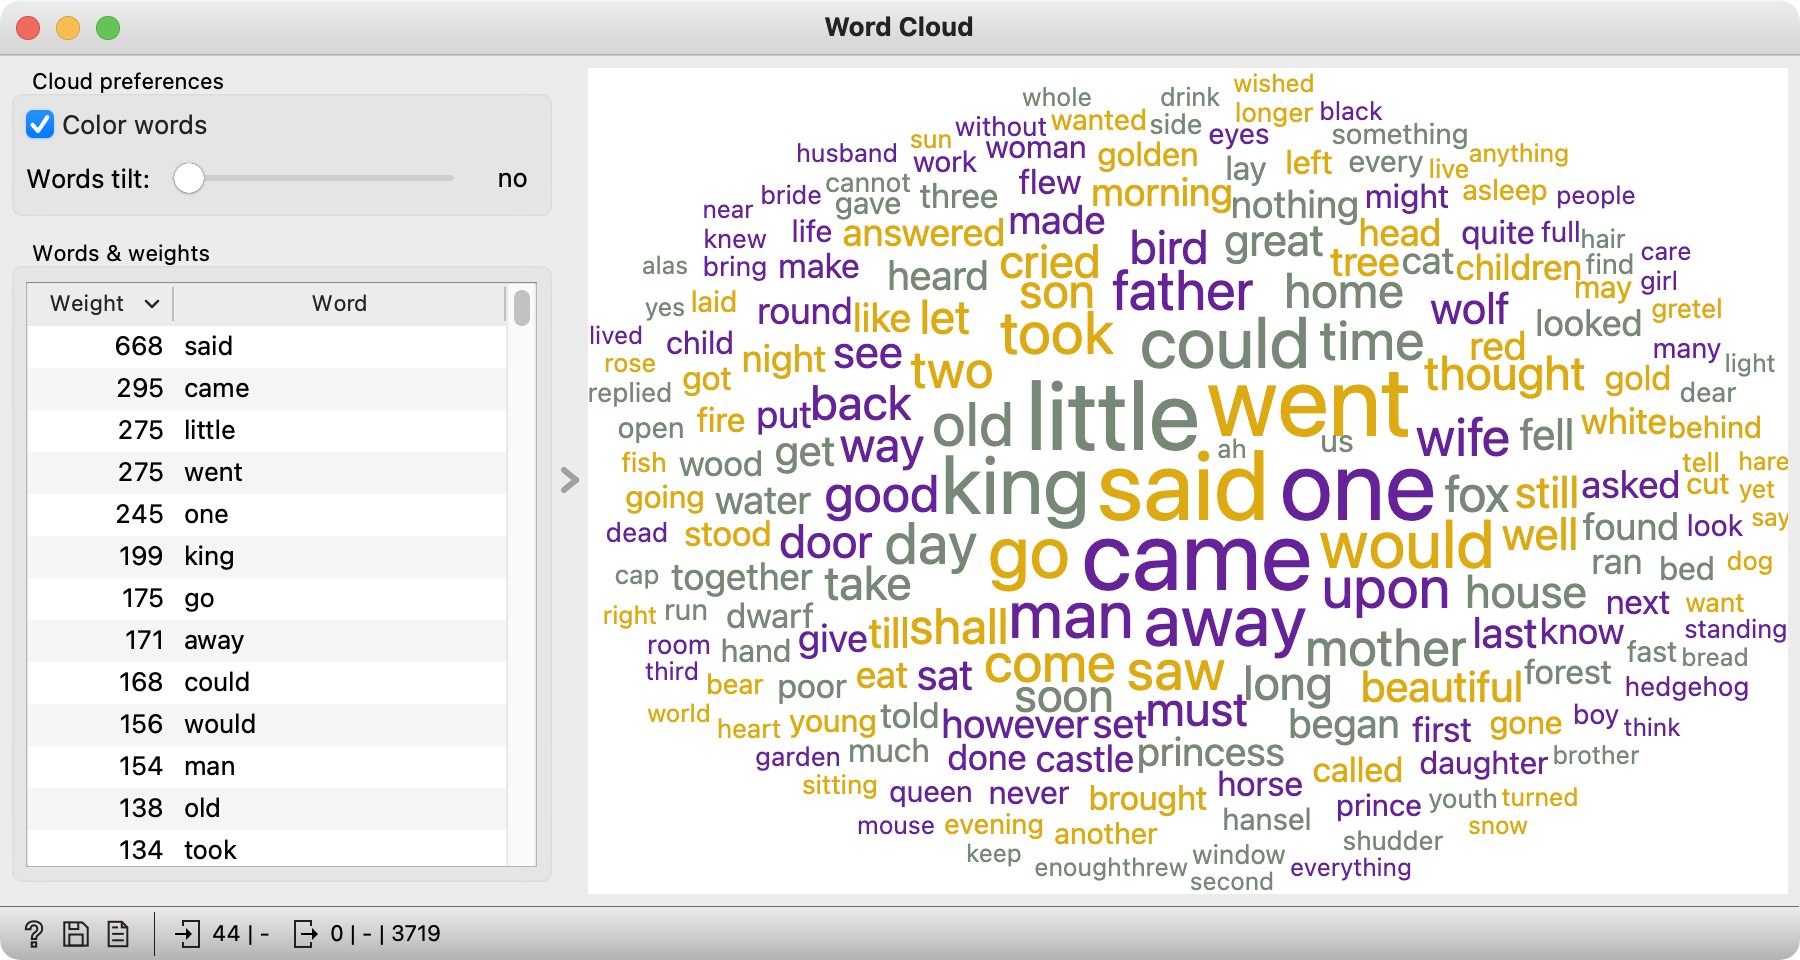 Word Cloud
Cloud preferences
Color words
Words tilt: no
Words & weights
Weight Word
668 said
295 came
275 little
275 went
245 one
199 king
175 go
171 away
168 could
156 would
154 man
138 old
134 took
wished
whole drink longer black
without wanted side eyes something
husband sun work woman golden lay left every live anything
bride cannot gave three flew morning nothing might asleep people
near knew life answered made bird great head quite full hair
alas bring make heard cried tree cat children find care
yes laid round like let son father home wolf may girl gretel
lived child night see took could time looked red many light
rose replied got two thought gold dear
open fire put back old little went wife fell white behind
fish wood get way ah us tell hare
going water good king said one fox still asked cut yet
dead stood door day go came would well found look say
cap together take upon house ran bed dog
right run dwarf give till shall man away next want
room hand mother last know standing
third bear poor eat sat come saw long beautiful forest fast bread hedgehog
world heart young told however set soon must began first gone boy think
garden much done castle princess called daughter brother
sitting queen never brought horse prince youth turned
mouse evening another hansel shudder snow
keep enough threw window second everything
44 | - 0 | - | 3719